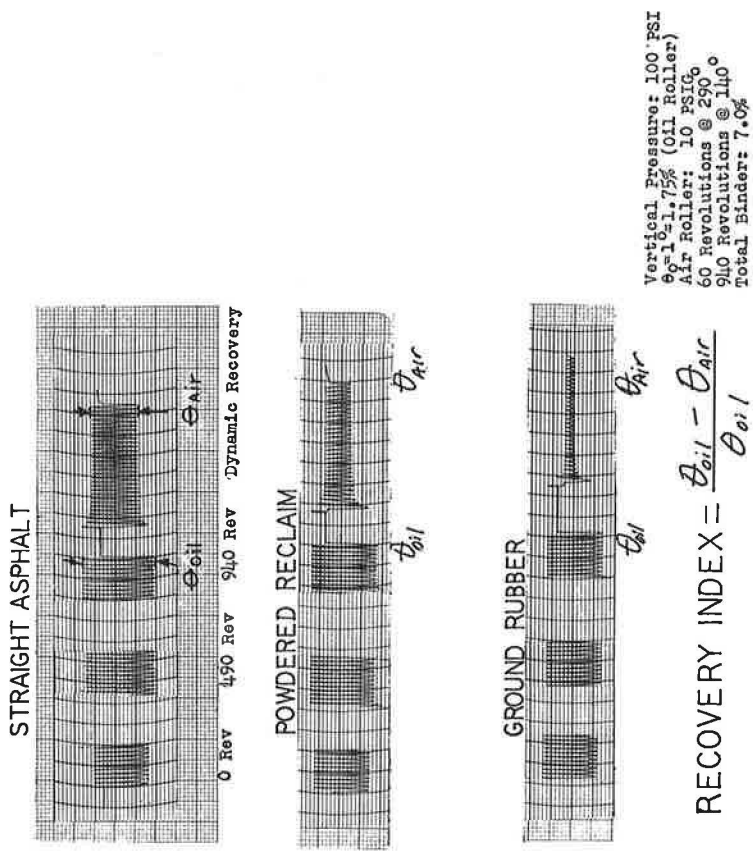 STRAIGHT ASPHALT
θAir
θoil
0 Rev 490 Rev 940 Rev Dynamic Recovery
POWDERED RECLAIM
θAir
θoil
GROUND RUBBER
θAir
θoil
RECOVERY INDEX = θoil - θAir
θoil
Vertical Pressure: 100 PSI
θo=1°=1.75% (Oil Roller)
Air Roller: 10 PSIG
60 Revolutions @ 290°
940 Revolutions @ 140°
Total Binder: 7.0%